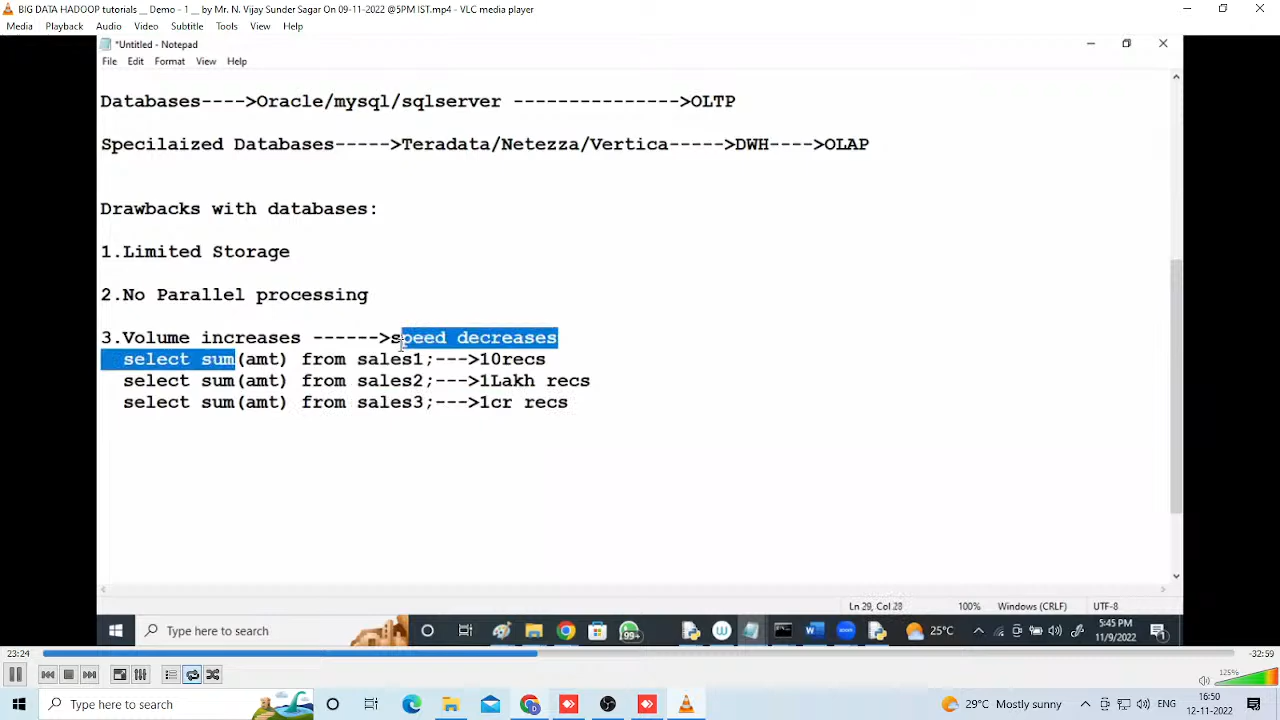 BIG DATA HADOOP tutorials __ Demo - 1 __ by Mr. N. Vijay Sunder Sagar On 09-11-2022 @5PM IST.mp4 - VLC media player
Media Playback Audio Video Subtitle Tools View Help
*Untitled - Notepad
File Edit Format View Help
Databases---->Oracle/mysql/sqlserver --------------->OLTP
Specilaized Databases----->Teradata/Netezza/Vertica----->DWH---->OLAP
Drawbacks with databases:
1.Limited Storage
2.No Parallel processing
3.Volume increases ------>speed decreases
select sum(amt) from sales1;--->10recs
select sum(amt) from sales2;--->1Lakh recs
select sum(amt) from sales3;--->1cr recs
Ln 29, Col 28 100% Windows (CRLF) UTF-8
Type here to search 99+ 25°C 5:45 PM
11/9/2022
23:24 -32:59
125%
Type here to search 29°C Mostly sunny ENG 16:50
12-11-2022